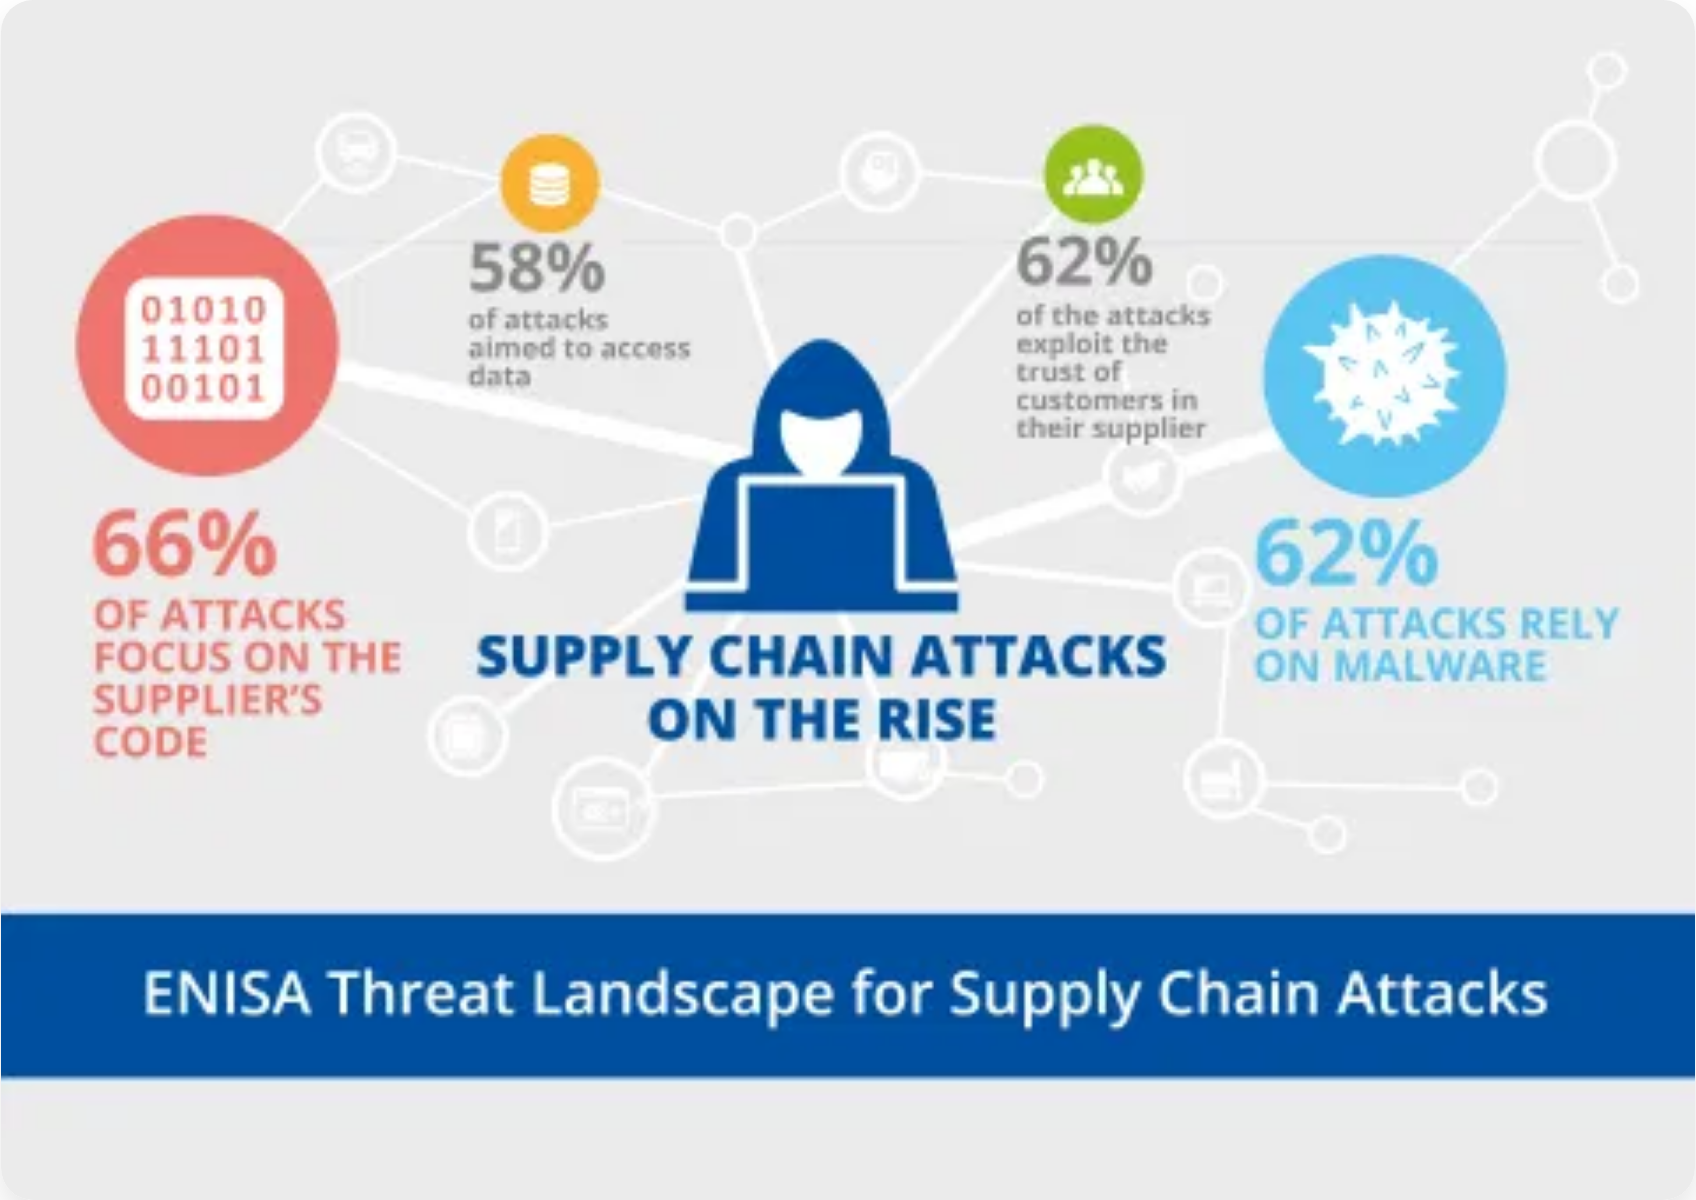 01010
11101
00101
66%
OF ATTACKS
FOCUS ON THE
SUPPLIER'S
CODE
58%
of attacks
aimed to access
data
62%
of the attacks
exploit the
trust of
customers in
their supplier
62%
OF ATTACKS RELY
ON MALWARE
SUPPLY CHAIN ATTACKS
ON THE RISE
ENISA Threat Landscape for Supply Chain Attacks